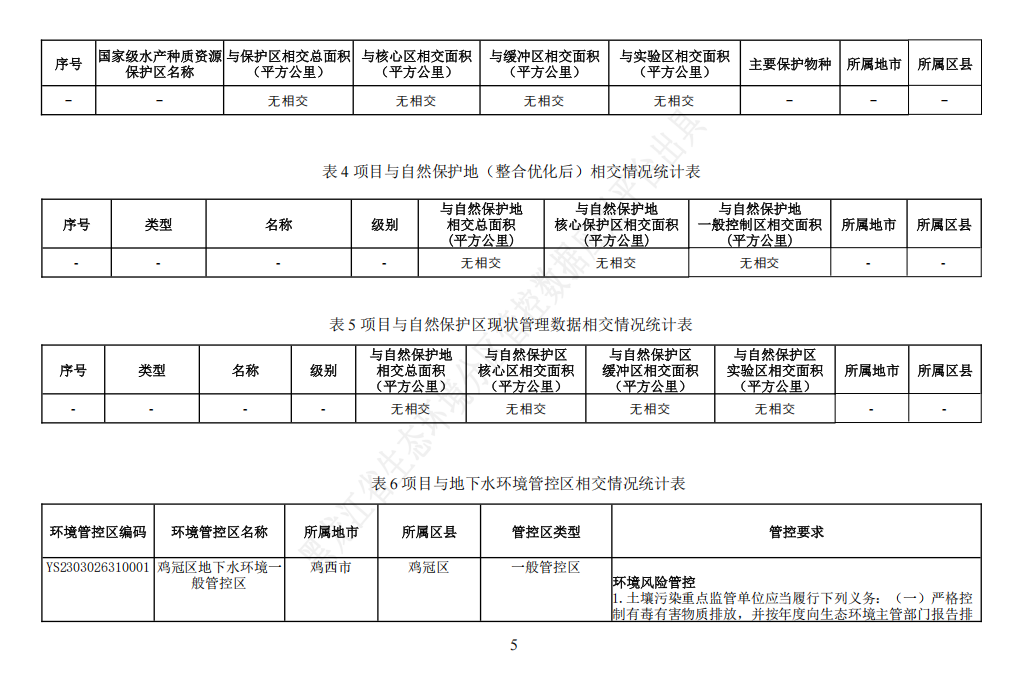 序号 国家级水产种质资源保护区名称 与保护区相交总面积（平方公里） 与核心区相交面积（平方公里） 与缓冲区相交面积（平方公里） 与实验区相交面积（平方公里） 主要保护物种 所属地市 所属区县
– – 无相交 无相交 无相交 无相交 – – –
表 4 项目与自然保护地（整合优化后）相交情况统计表
序号 类型 名称 级别 与自然保护地相交总面积(平方公里) 与自然保护地核心保护区相交面积(平方公里) 与自然保护地一般控制区相交面积(平方公里) 所属地市 所属区县
- - - - 无相交 无相交 无相交 - -
表 5 项目与自然保护区现状管理数据相交情况统计表
序号 类型 名称 级别 与自然保护地相交总面积（平方公里） 与自然保护区核心区相交面积（平方公里） 与自然保护区缓冲区相交面积（平方公里） 与自然保护区实验区相交面积（平方公里） 所属地市 所属区县
- - - - 无相交 无相交 无相交 无相交 - -
表 6 项目与地下水环境管控区相交情况统计表
环境管控区编码 环境管控区名称 所属地市 所属区县 管控区类型 管控要求
YS2303026310001 鸡冠区地下水环境一般管控区 鸡西市 鸡冠区 一般管控区
环境风险管控
1.土壤污染重点监管单位应当履行下列义务：（一）严格控
制有毒有害物质排放，并按年度向生态环境主管部门报告排
5